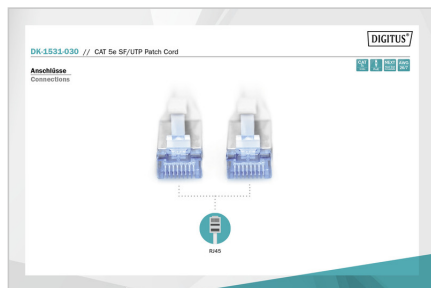 DIGITUS®
DK-1531-030 // CAT 5e SF/UTP Patch Cord
Anschlüsse
Connections
RJ45